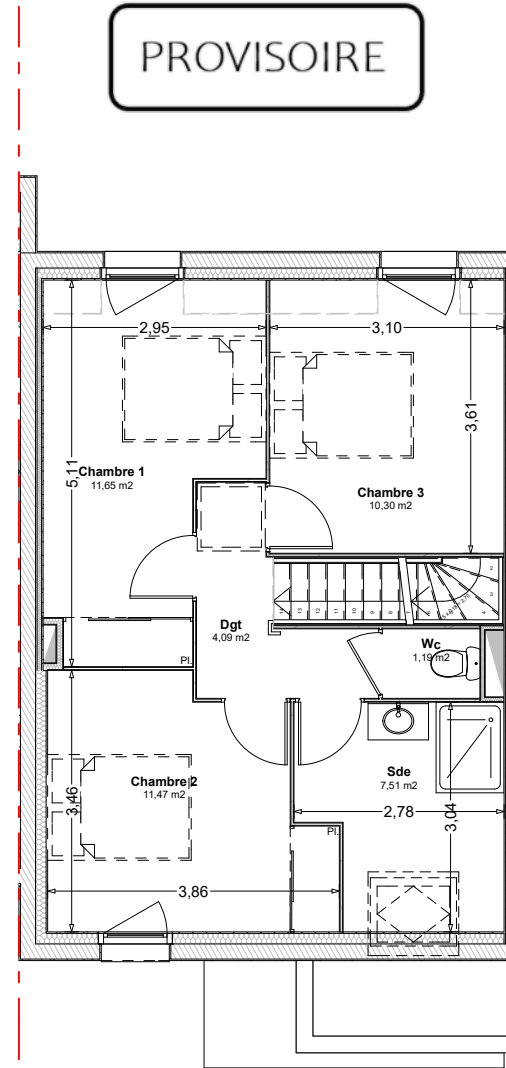 PROVISOIRE
2,95
3,10
3,61
5,11
Chambre 1
11,65 m2
Chambre 3
10,30 m2
Dgt
4,09 m2
Wc
1,19 m2
Pl.
Chambre 2
11,47 m2
3,46
Sde
7,51 m2
2,78
3,04
Pl.
3,86